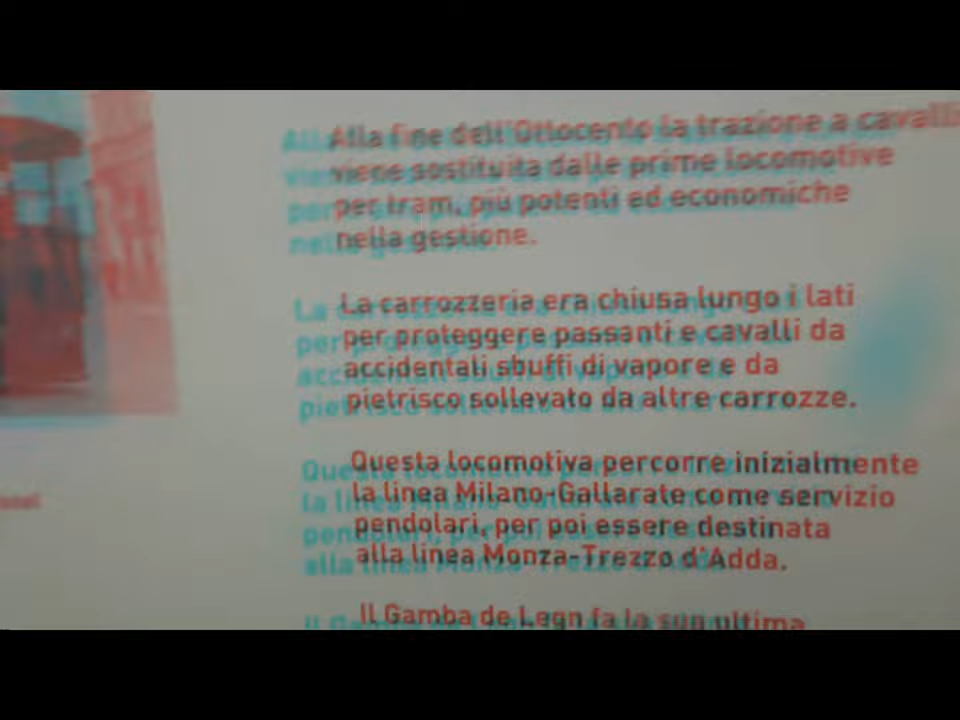 Alla fine dell'Ottocento la trazione a cavalli
viene sostituita dalle prime locomotive
per tram, più potenti ed economiche
nella gestione.
La carrozzeria era chiusa lungo i lati
per proteggere passanti e cavalli da
accidentali sbuffi di vapore e da
pietrisco sollevato da altre carrozze.
Questa locomotiva percorre inizialmente
la linea Milano-Gallarate come servizio
pendolari, per poi essere destinata
alla linea Monza-Trezzo d'Adda.
Il Gamba de Legn fa la sua ultima